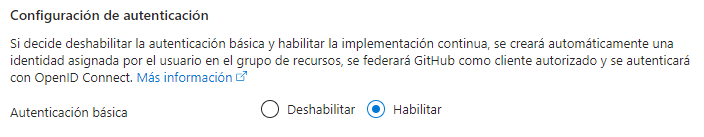 Configuración de autenticación
Si decide deshabilitar la autenticación básica y habilitar la implementación continua, se creará automáticamente una
identidad asignada por el usuario en el grupo de recursos, se federará GitHub como cliente autorizado y se autenticará
con OpenID Connect. Más información
Autenticación básica Deshabilitar Habilitar